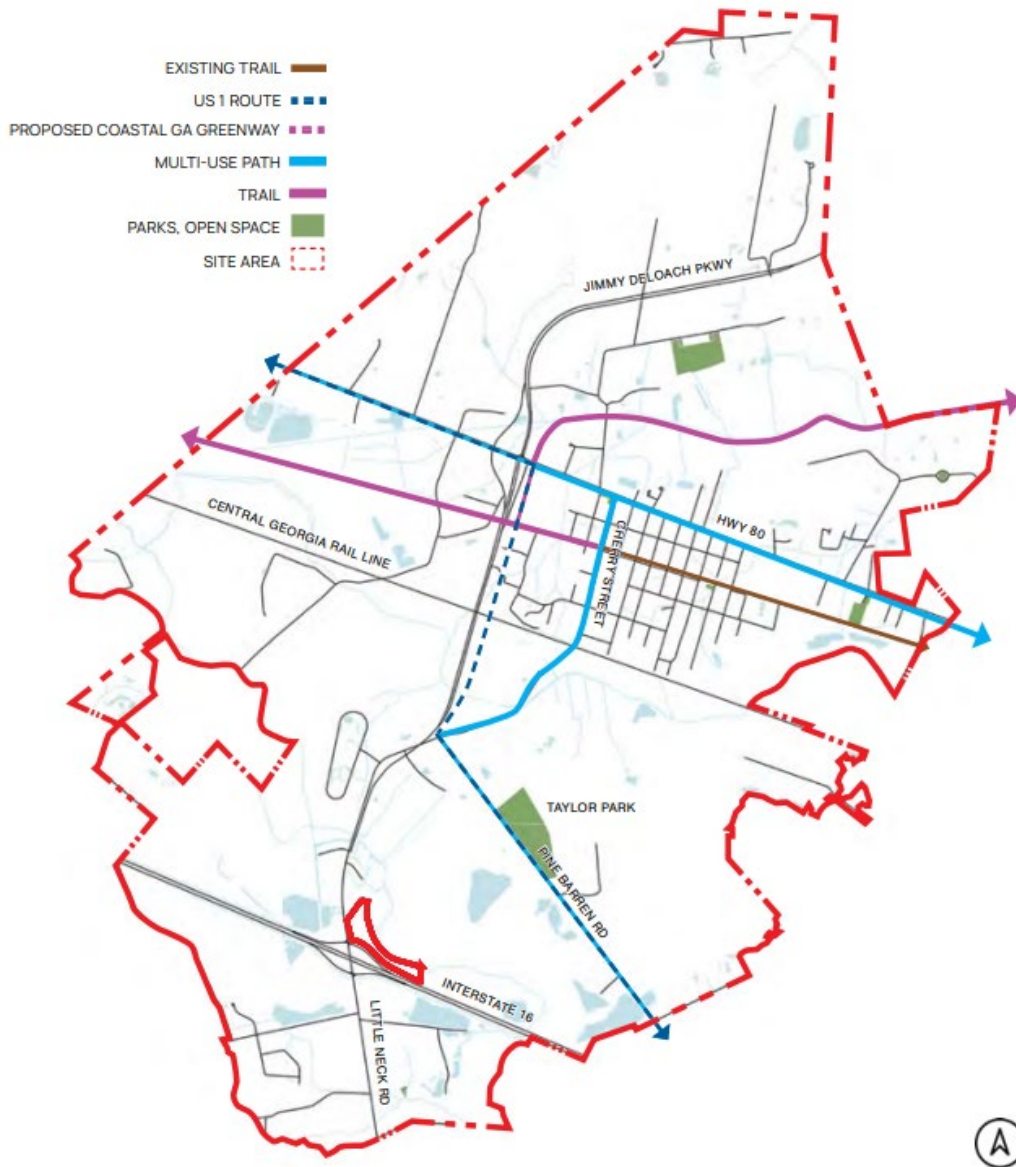 EXISTING TRAIL
US 1 ROUTE
PROPOSED COASTAL GA GREENWAY
MULTI-USE PATH
TRAIL
PARKS, OPEN SPACE
SITE AREA
JIMMY DELOACH PKWY
HWY 80
CHERRY STREET
CENTRAL GEORGIA RAIL LINE
TAYLOR PARK
PINE BARREN RD
INTERSTATE 16
LITTLE NECK RD